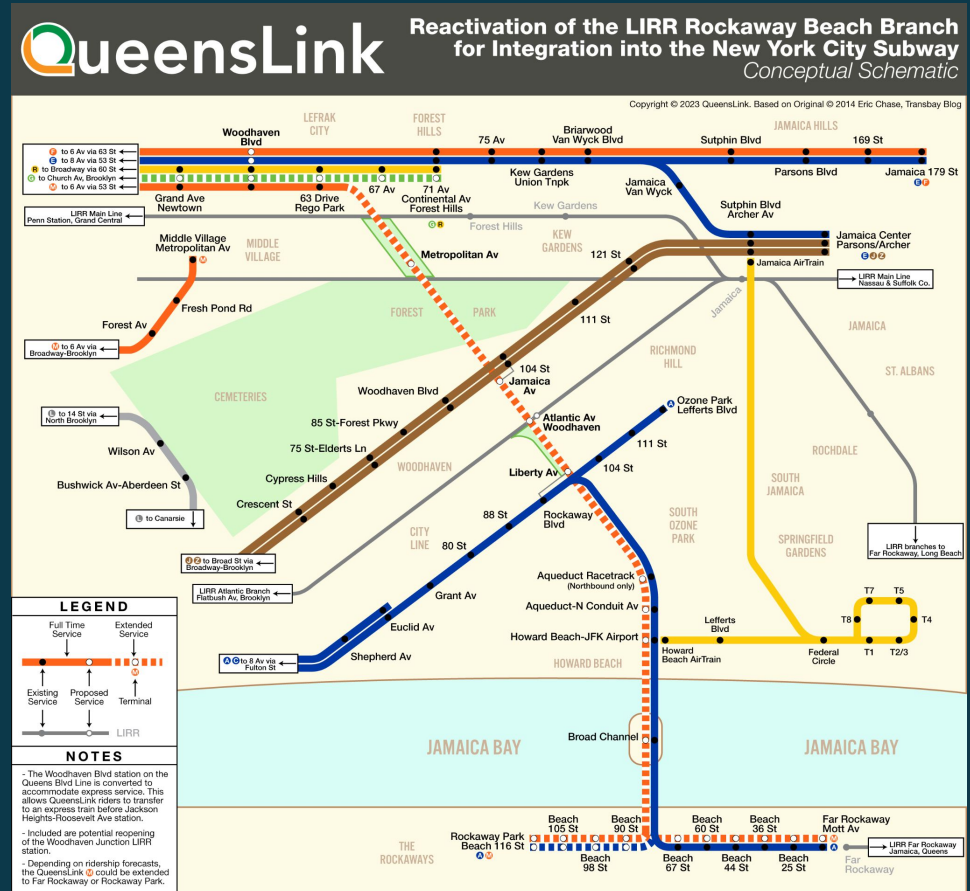 QueensLink
Reactivation of the LIRR Rockaway Beach Branch
for Integration into the New York City Subway
Conceptual Schematic
Copyright © 2023 QueensLink. Based on Original © 2014 Eric Chase, Transbay Blog
F to 6 Av via 63 St
E to 8 Av via 53 St
R to Broadway via 60 St
G to Church Av, Brooklyn
M to 6 Av via 53 St
Woodhaven
Blvd
LEFRAK
CITY
FOREST
HILLS
75 Av
Briarwood
Van Wyck Blvd
Sutphin Blvd
JAMAICA HILLS
169 St
Grand Ave
Newtown
63 Drive
Rego Park
67 Av
71 Av
Continental Av
Forest Hills
G R
Kew Gardens
Union Tnpk
Jamaica
Van Wyck
Parsons Blvd
Jamaica 179 St
E F
LIRR Main Line
Penn Station, Grand Central
Forest Hills
Kew Gardens
KEW
GARDENS
Sutphin Blvd
Archer Av
Jamaica Center
Parsons/Archer
E J Z
Jamaica AirTrain
LIRR Main Line
Nassau & Suffolk Co.
Middle Village
Metropolitan Av
M
MIDDLE
VILLAGE
Metropolitan Av
121 St
Fresh Pond Rd
Forest Av
M to 6 Av via
Broadway-Brooklyn
FOREST
PARK
111 St
Jamaica
JAMAICA
RICHMOND
HILL
ST. ALBANS
104 St
Jamaica
Av
CEMETERIES
Woodhaven Blvd
85 St-Forest Pkwy
75 St-Elderts Ln
Cypress Hills
Crescent St
WOODHAVEN
Atlantic Av
Woodhaven
A
Ozone Park
Lefferts Blvd
111 St
104 St
Liberty Av
Rockaway
Blvd
ROCHDALE
L to 14 St via
North Brooklyn
Wilson Av
Bushwick Av-Aberdeen St
L to Canarsie
J Z to Broad St via
Broadway-Brooklyn
LIRR Atlantic Branch
Flatbush Av, Brooklyn
CITY
LINE
88 St
80 St
Grant Av
Euclid Av
Shepherd Av
A C to 8 Av via
Fulton St
SOUTH
OZONE
PARK
SOUTH
JAMAICA
SPRINGFIELD
GARDENS
LIRR branches to
Far Rockaway, Long Beach
Aqueduct Racetrack
(Northbound only)
Aqueduct-N Conduit Av
Howard Beach-JFK Airport
HOWARD BEACH
Howard
Beach AirTrain
Lefferts
Blvd
Federal
Circle
T7
T5
T8
T4
T1
T2/3
JAMAICA BAY
Broad Channel
JAMAICA BAY
THE
ROCKAWAYS
Rockaway Park
Beach 116 St
A M
Beach
105 St
Beach
98 St
Beach
90 St
Beach
67 St
Beach
60 St
Beach
44 St
Beach
36 St
Beach
25 St
Far Rockaway
Mott Av
M
A
Far
Rockaway
LIRR Far Rockaway
Jamaica, Queens
LEGEND
Full Time
Service
Extended
Service
M
Existing
Service
Proposed
Service
Terminal
LIRR
NOTES
- The Woodhaven Blvd station on the
Queens Blvd Line is converted to
accommodate express service. This
allows QueensLink riders to transfer
to an express train before Jackson
Heights-Roosevelt Ave station.
- Included are potential reopening
of the Woodhaven Junction LIRR
station.
- Depending on ridership forecasts,
the QueensLink M could be extended
to Far Rockaway or Rockaway Park.